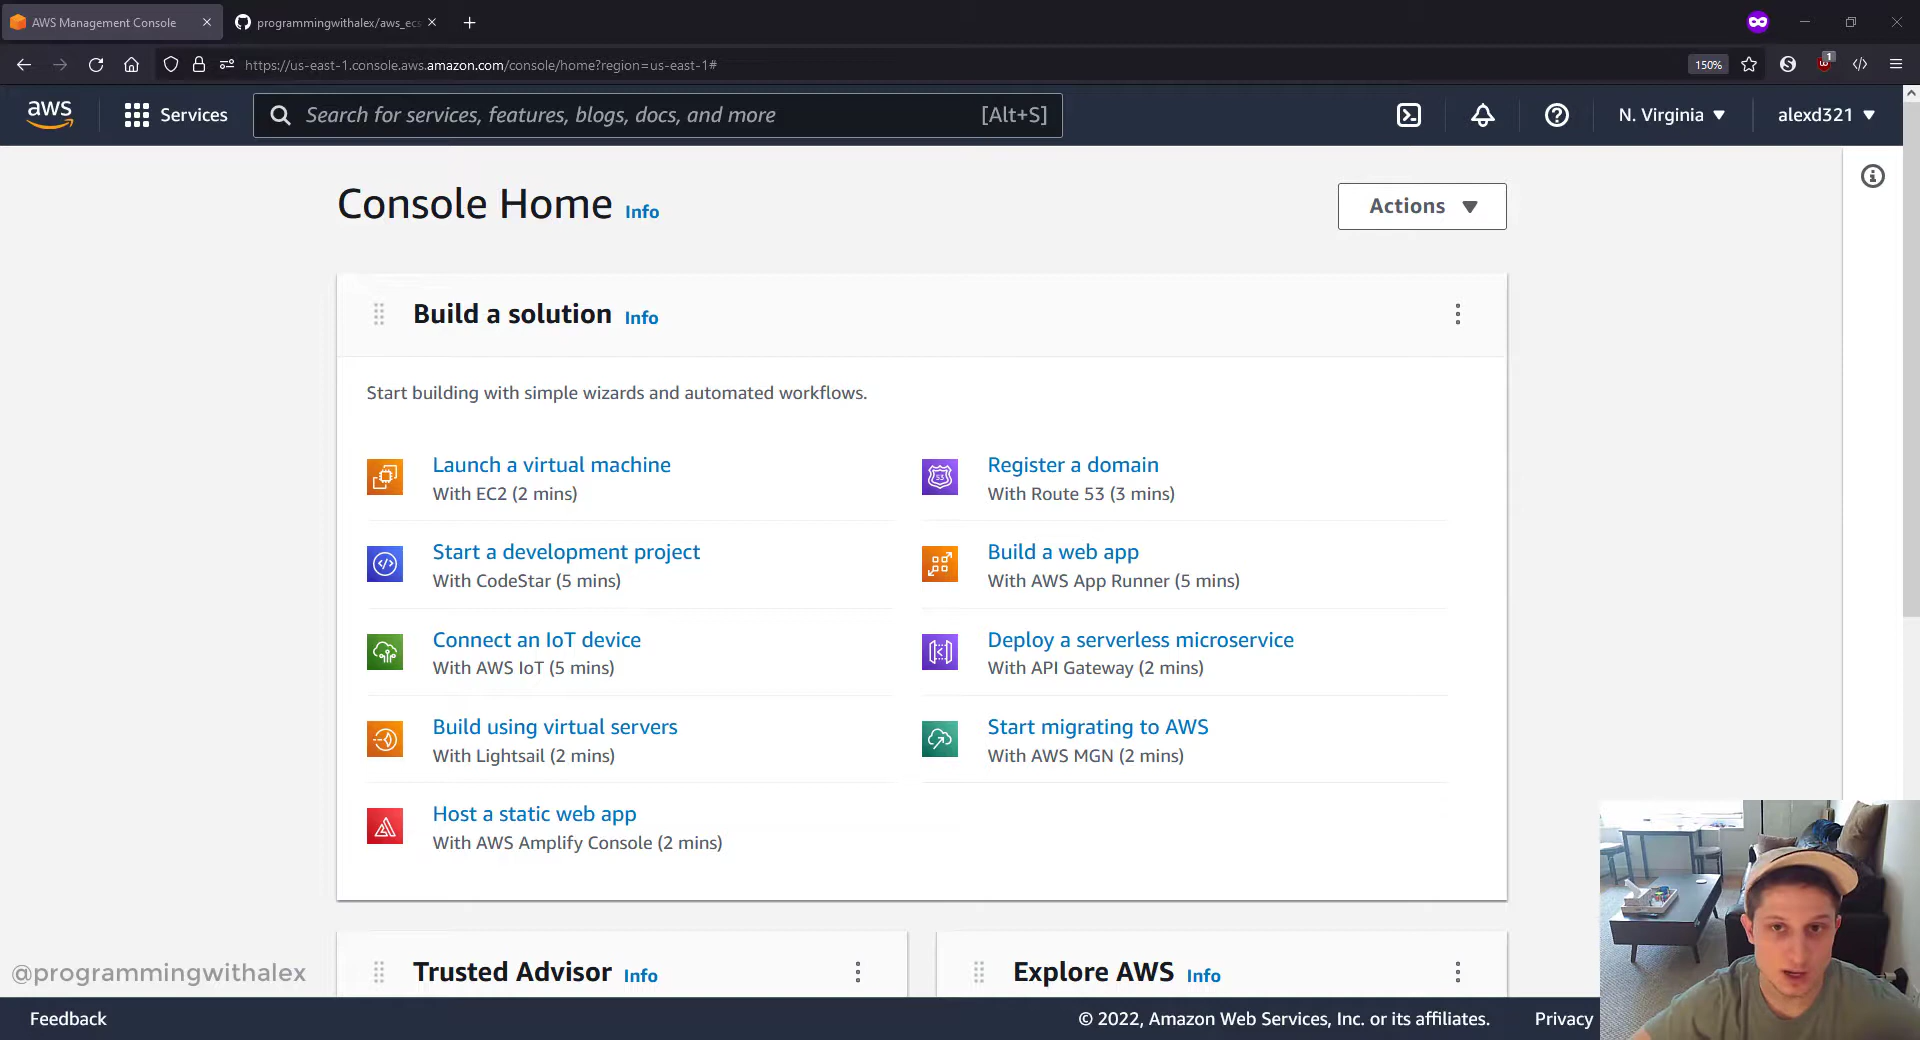 AWS Management Console
programmingwithalex/aws_ecs
https://us-east-1.console.aws.amazon.com/console/home?region=us-east-1#
150%
1
aws
Services
Search for services, features, blogs, docs, and more
[Alt+S]
N. Virginia
alexd321
Console Home
Info
Actions
Build a solution
Info
Start building with simple wizards and automated workflows.
Launch a virtual machine
With EC2 (2 mins)
Register a domain
With Route 53 (3 mins)
Start a development project
With CodeStar (5 mins)
Build a web app
With AWS App Runner (5 mins)
Connect an IoT device
With AWS IoT (5 mins)
Deploy a serverless microservice
With API Gateway (2 mins)
Build using virtual servers
With Lightsail (2 mins)
Start migrating to AWS
With AWS MGN (2 mins)
Host a static web app
With AWS Amplify Console (2 mins)
@programmingwithalex
Trusted Advisor
Info
Explore AWS
Info
Feedback
© 2022, Amazon Web Services, Inc. or its affiliates.
Privacy